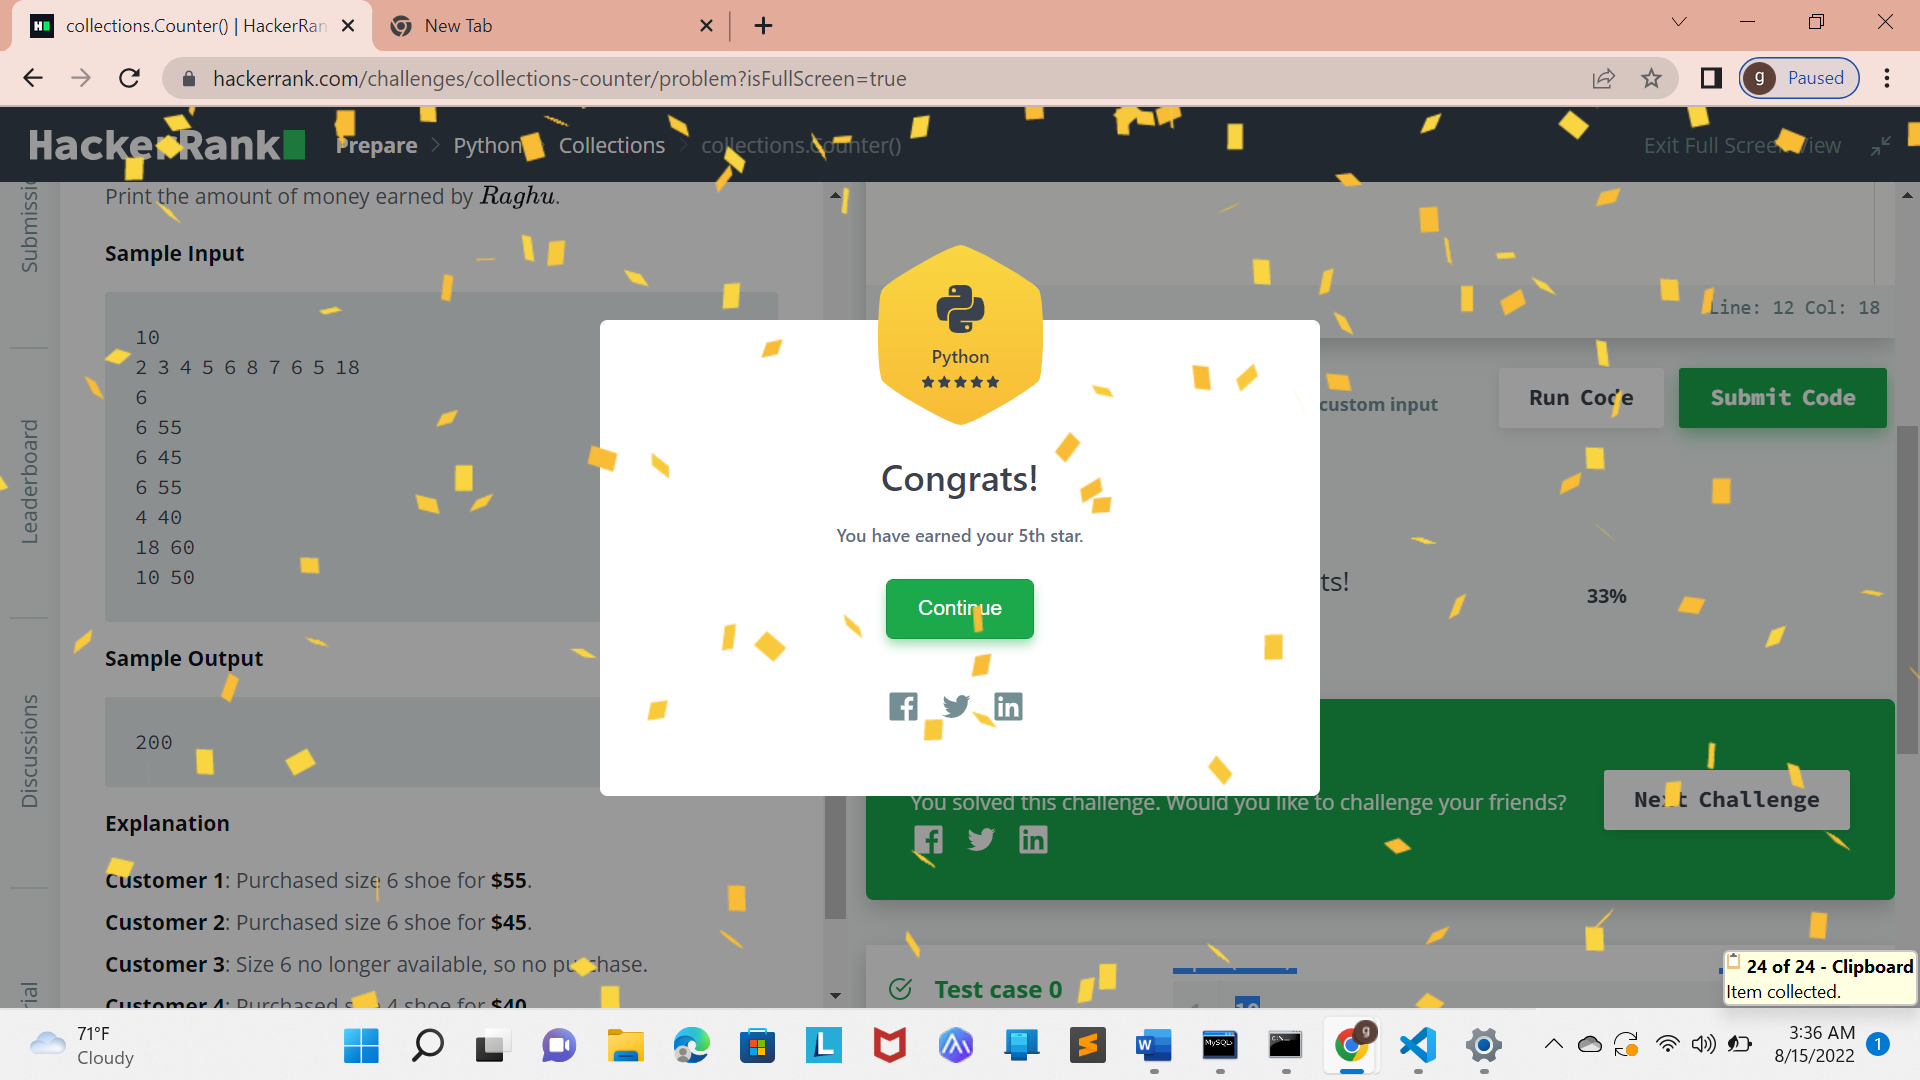 collections.Counter() | HackerRan
New Tab
hackerrank.com/challenges/collections-counter/problem?isFullScreen=true
g
Paused
HackerRank
Prepare
Python
Collections
collections.Counter()
Exit Full Screen View
Leaderboard
Discussions
Print the amount of money earned by Raghu.
Sample Input
10
2 3 4 5 6 8 7 6 5 18
6
6 55
6 45
6 55
4 40
18 60
10 50
Sample Output
200
Explanation
Customer 1: Purchased size 6 shoe for $55.
Customer 2: Purchased size 6 shoe for $45.
Customer 3: Size 6 no longer available, so no purchase.
Customer 4: Purchased size 4 shoe for $40
Python
Congrats!
You have earned your 5th star.
Continue
Line: 12 Col: 18
custom input
Run Code
Submit Code
ts!
33%
You solved this challenge. Would you like to challenge your friends?
Next Challenge
Test case 0
24 of 24 - Clipboard
Item collected.
71°F
Cloudy
3:36 AM
8/15/2022
1